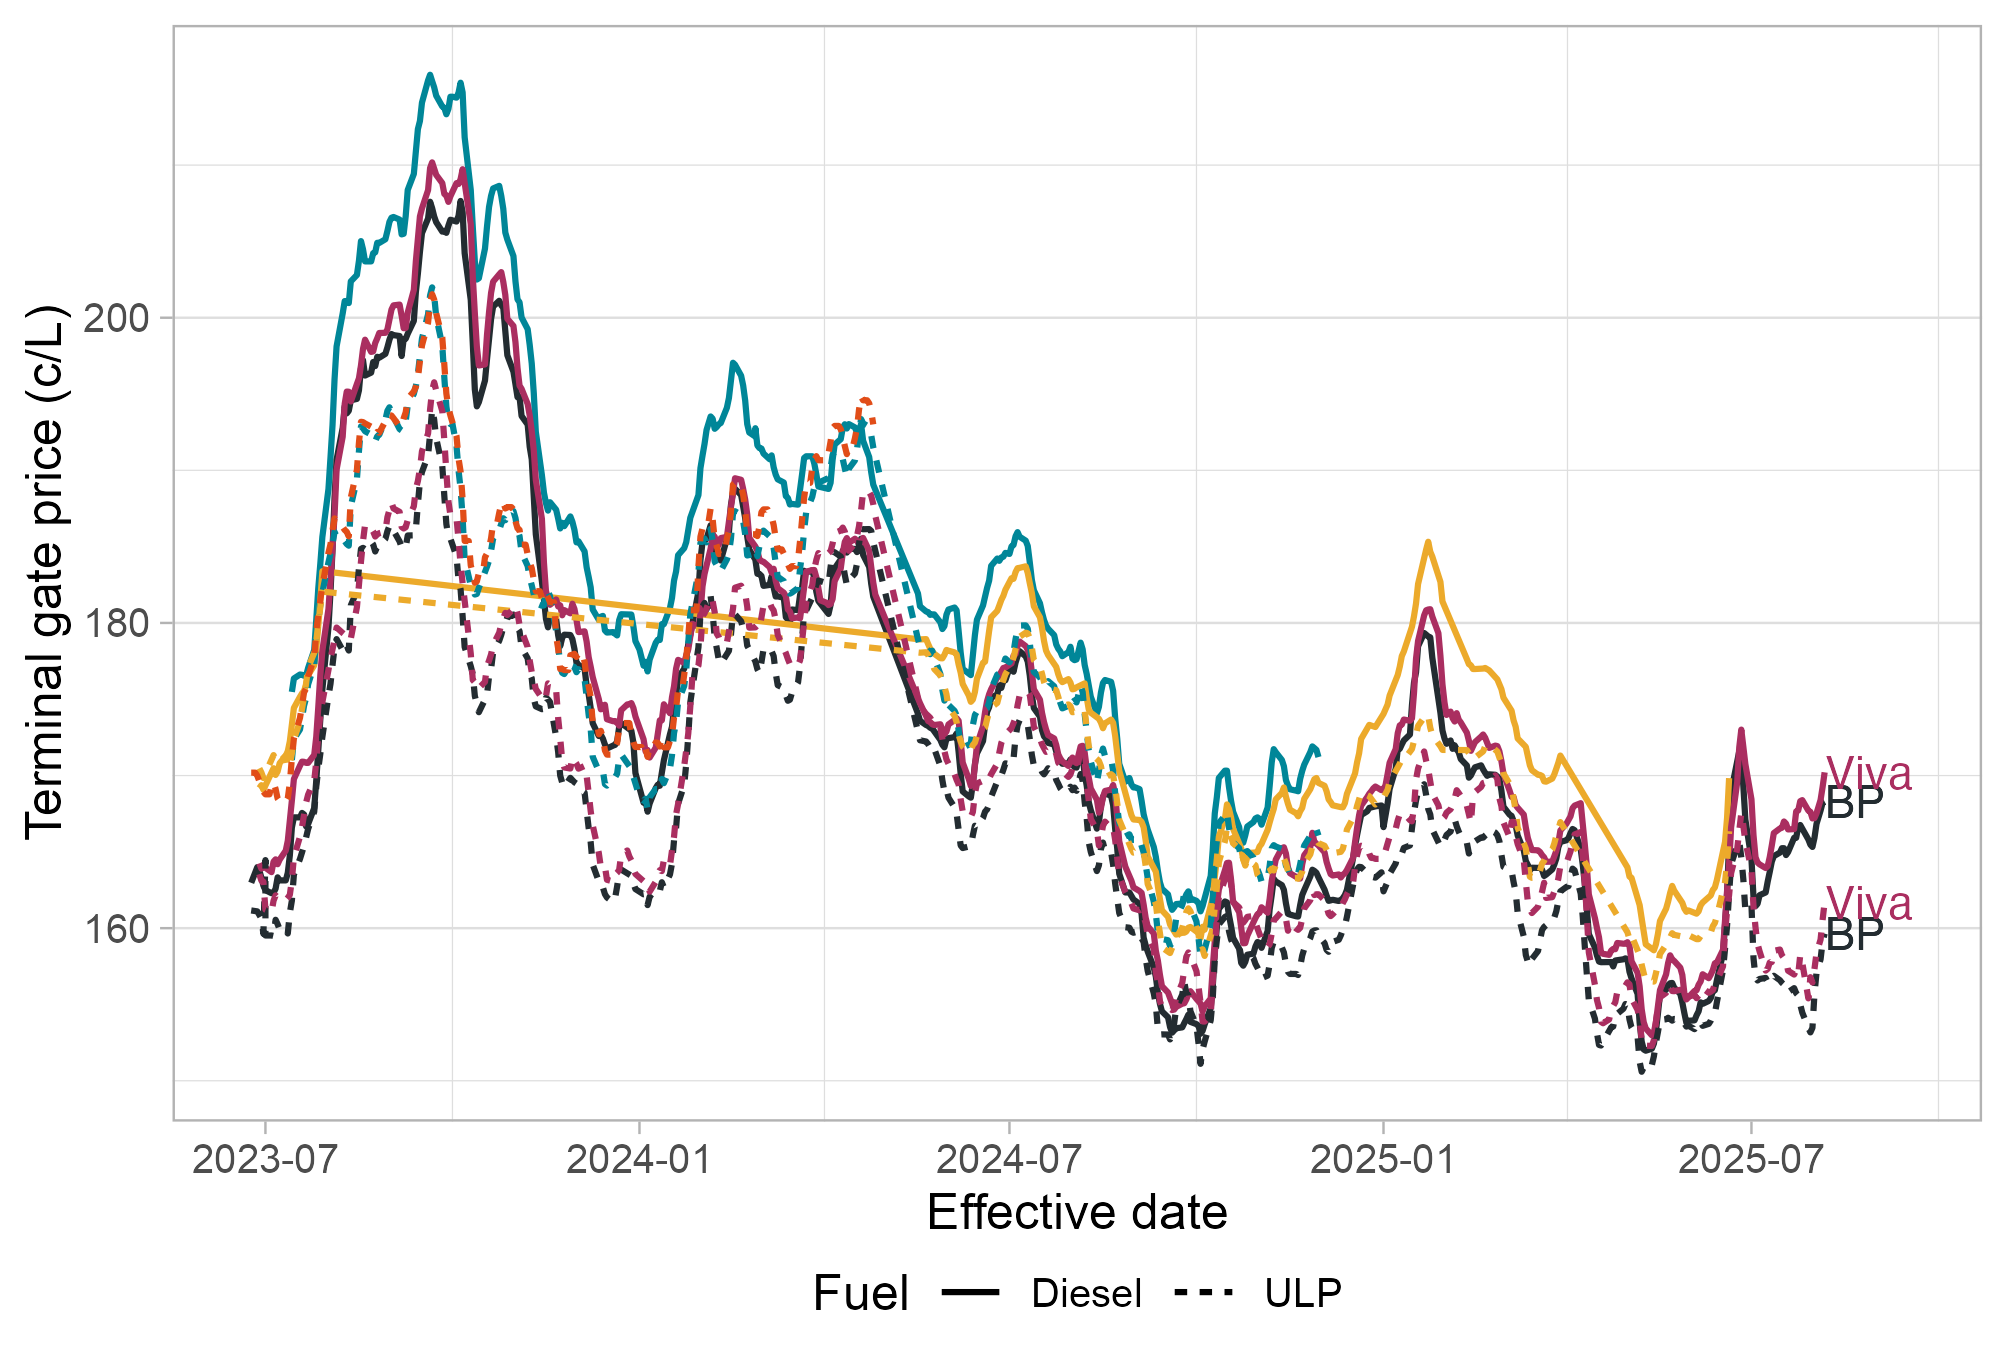 Terminal gate price (c/L)
200
180
160
Viva
BP
Viva
BP
2023-07
2024-01
2024-07
2025-01
2025-07
Effective date
Fuel
Diesel
ULP